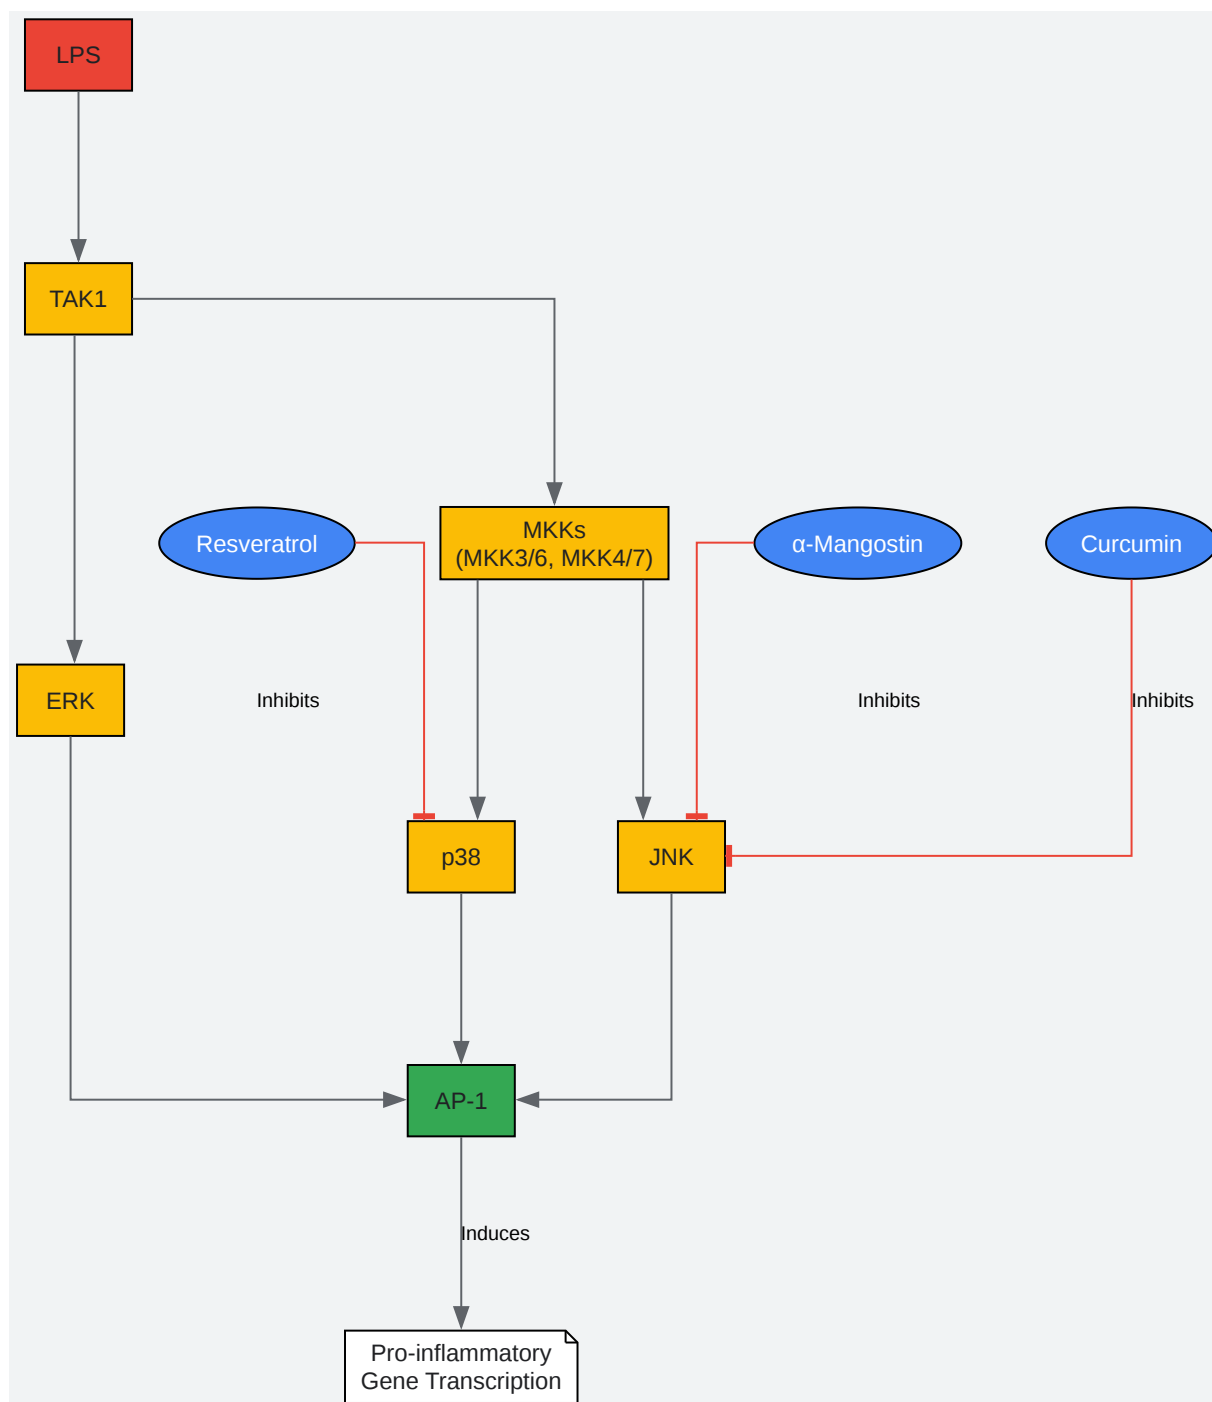 LPS
TAK1
Resveratrol
MKKs
(MKK3/6, MKK4/7)
α-Mangostin
Curcumin
ERK
Inhibits
Inhibits
Inhibits
p38
JNK
AP-1
Induces
Pro-inflammatory
Gene Transcription